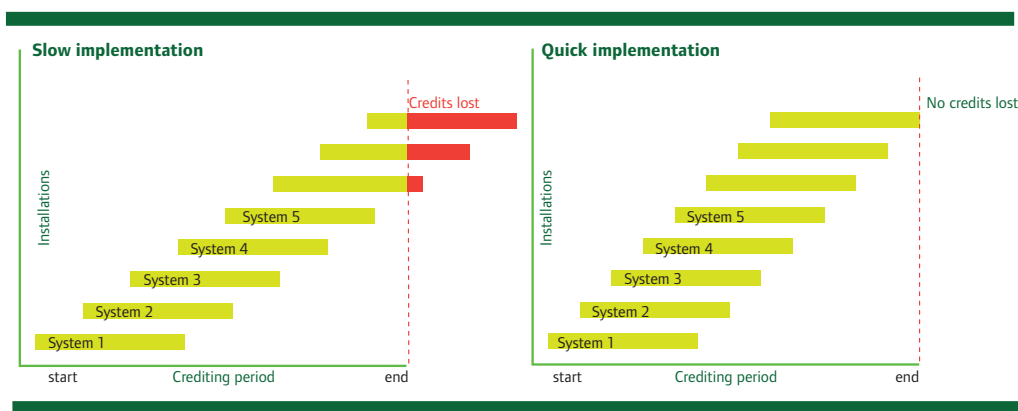 Slow implementation
Credits lost
Installations
System 5
System 4
System 3
System 2
System 1
start
Crediting period
end
Quick implementation
No credits lost
Installations
System 5
System 4
System 3
System 2
System 1
start
Crediting period
end